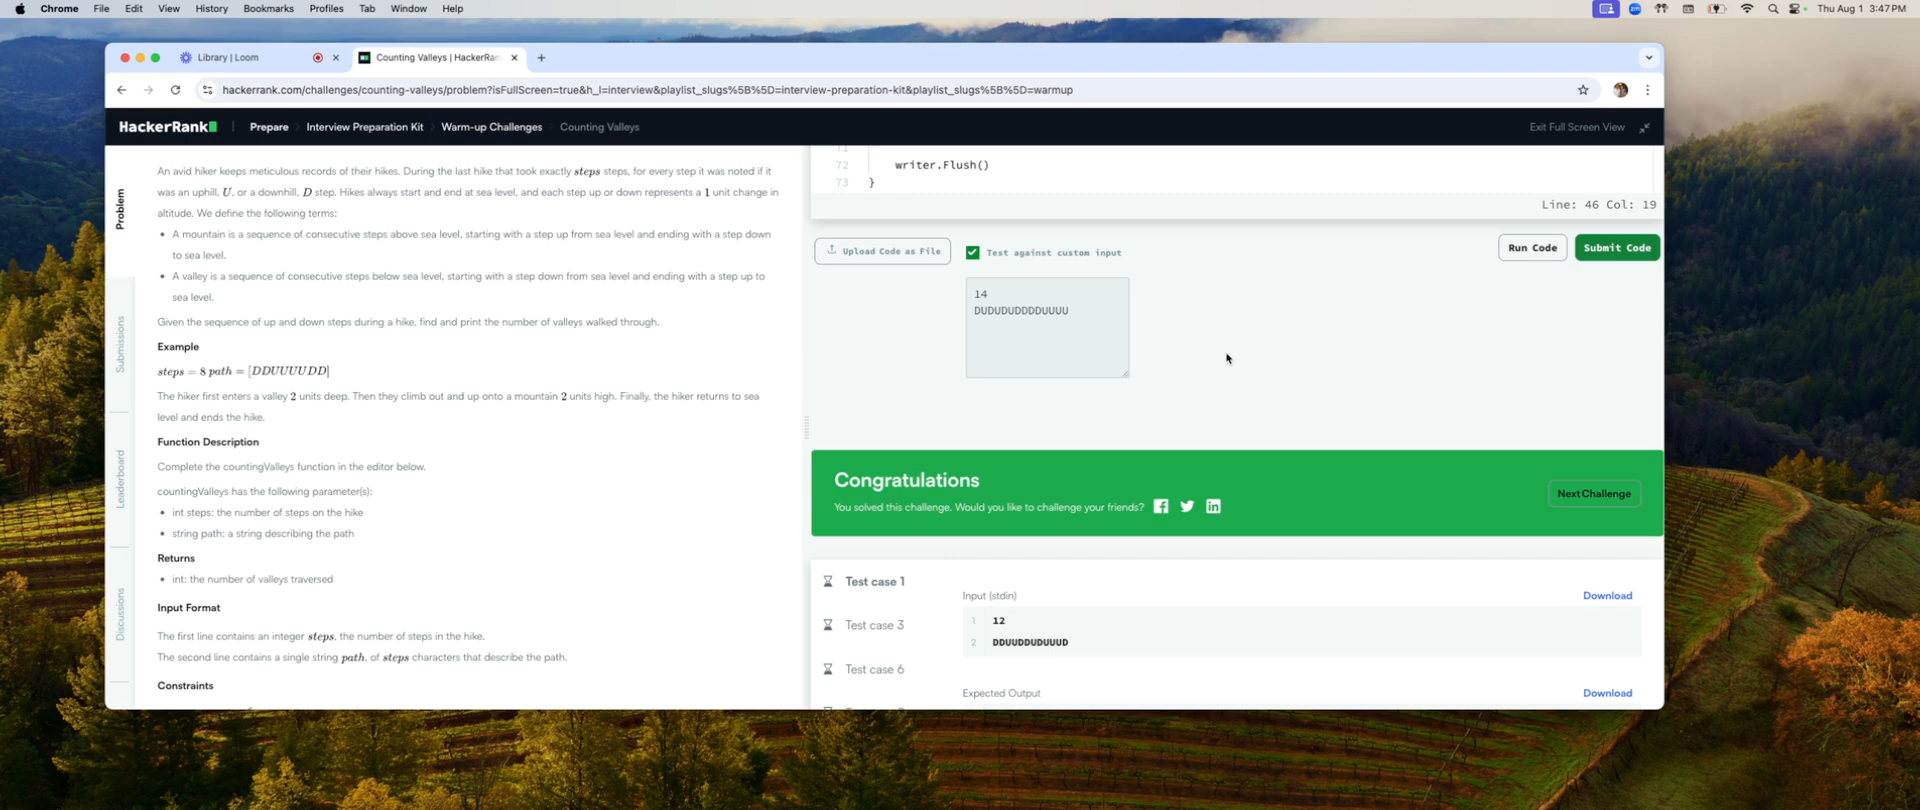 Chrome File Edit View History Bookmarks Profiles Tab Window Help
Thu Aug 1 3:47 PM
Library | Loom
Counting Valleys | HackerRan
hackerrank.com/challenges/counting-valleys/problem?isFullScreen=true&h_l=interview&playlist_slugs%5B%5D=interview-preparation-kit&playlist_slugs%5B%5D=warmup
HackerRank Prepare Interview Preparation Kit Warm-up Challenges Counting Valleys
Exit Full Screen View
Problem
Submissions
Leaderboard
Discussions
An avid hiker keeps meticulous records of their hikes. During the last hike that took exactly steps steps, for every step it was noted if it
was an uphill, U, or a downhill, D step. Hikes always start and end at sea level, and each step up or down represents a 1 unit change in
altitude. We define the following terms:
• A mountain is a sequence of consecutive steps above sea level, starting with a step up from sea level and ending with a step down
to sea level.
• A valley is a sequence of consecutive steps below sea level, starting with a step down from sea level and ending with a step up to
sea level.
Given the sequence of up and down steps during a hike, find and print the number of valleys walked through.
Example
steps = 8 path = [DDUUUUDD]
The hiker first enters a valley 2 units deep. Then they climb out and up onto a mountain 2 units high. Finally, the hiker returns to sea
level and ends the hike.
Function Description
Complete the countingValleys function in the editor below.
countingValleys has the following parameter(s):
• int steps: the number of steps on the hike
• string path: a string describing the path
Returns
• int: the number of valleys traversed
Input Format
The first line contains an integer steps, the number of steps in the hike.
The second line contains a single string path, of steps characters that describe the path.
Constraints
71
72 writer.Flush()
73 }
Line: 46 Col: 19
Upload Code as File
Test against custom input
Run Code
Submit Code
14
DUDUDUDDDDUUUU
Congratulations
You solved this challenge. Would you like to challenge your friends?
Next Challenge
Test case 1
Test case 3
Test case 6
Input (stdin)
Download
1 12
2 DDUUDDUDUUUD
Expected Output
Download